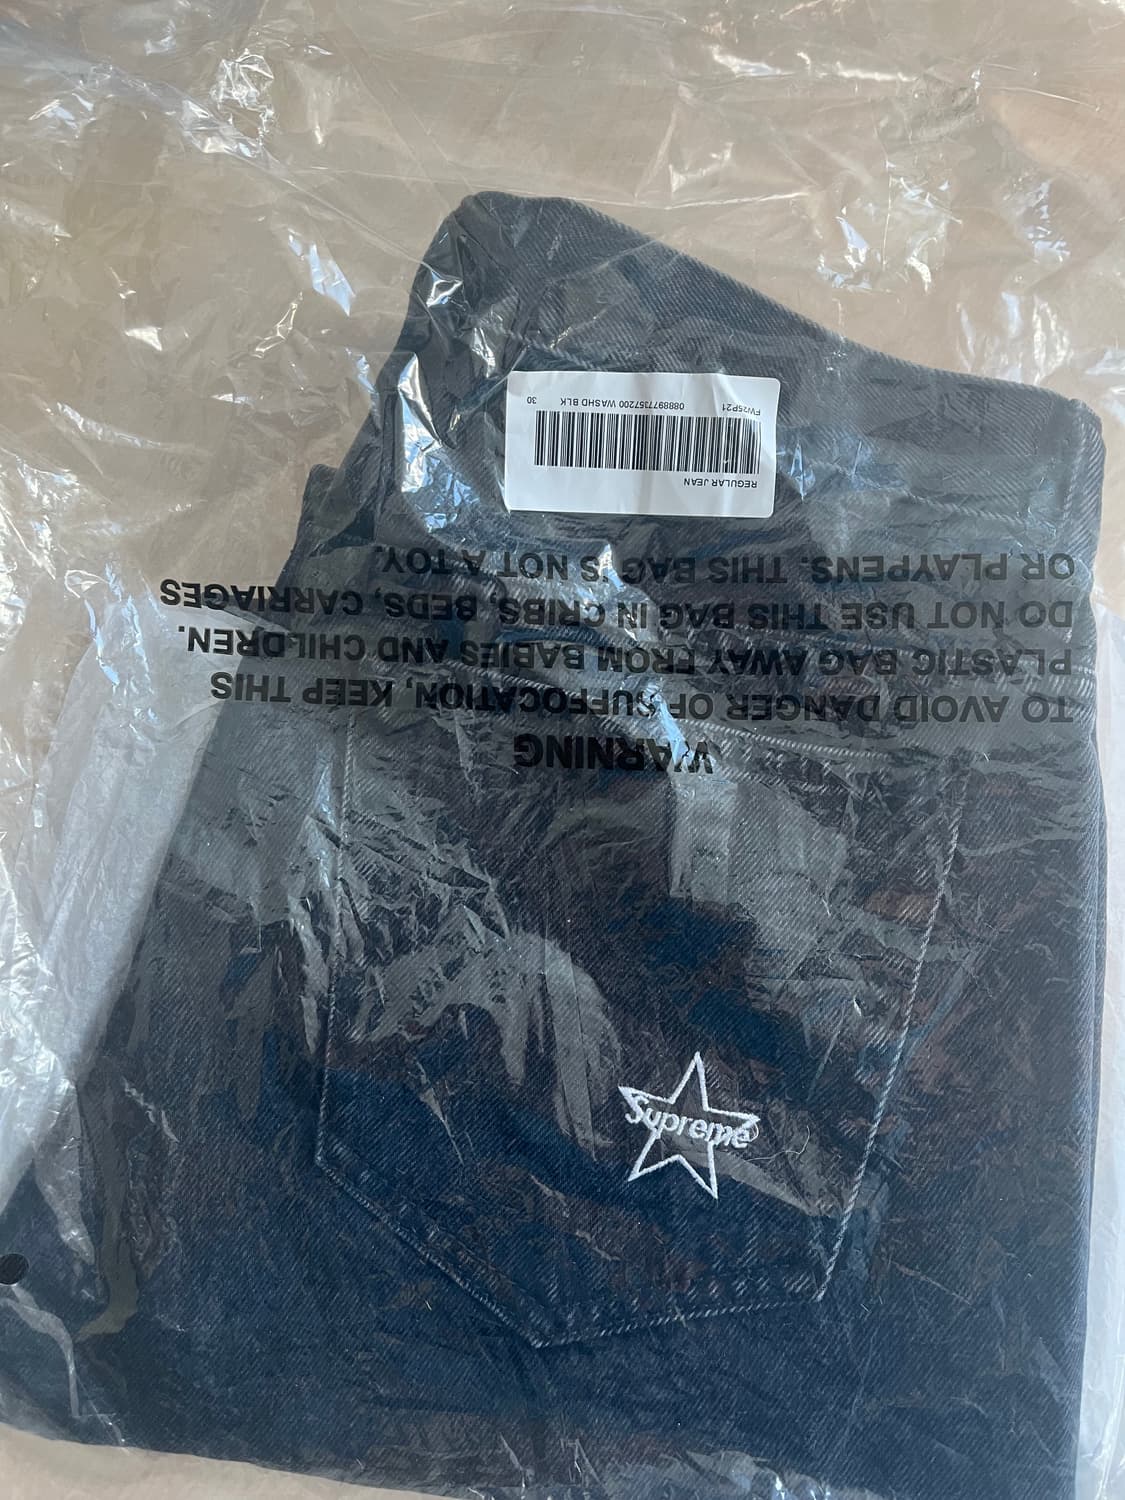 WARNING
TO AVOID DANGER OF SUFFOCATION, KEEP THIS
PLASTIC BAG AWAY FROM BABIES AND CHILDREN.
DO NOT USE THIS BAG IN CRIBS, BEDS, CARRIAGES
OR PLAYPENS. THIS BAG IS NOT A TOY.
REGULAR JEAN
FW25P21 0888977357200 WASHD BLK 30
Supreme